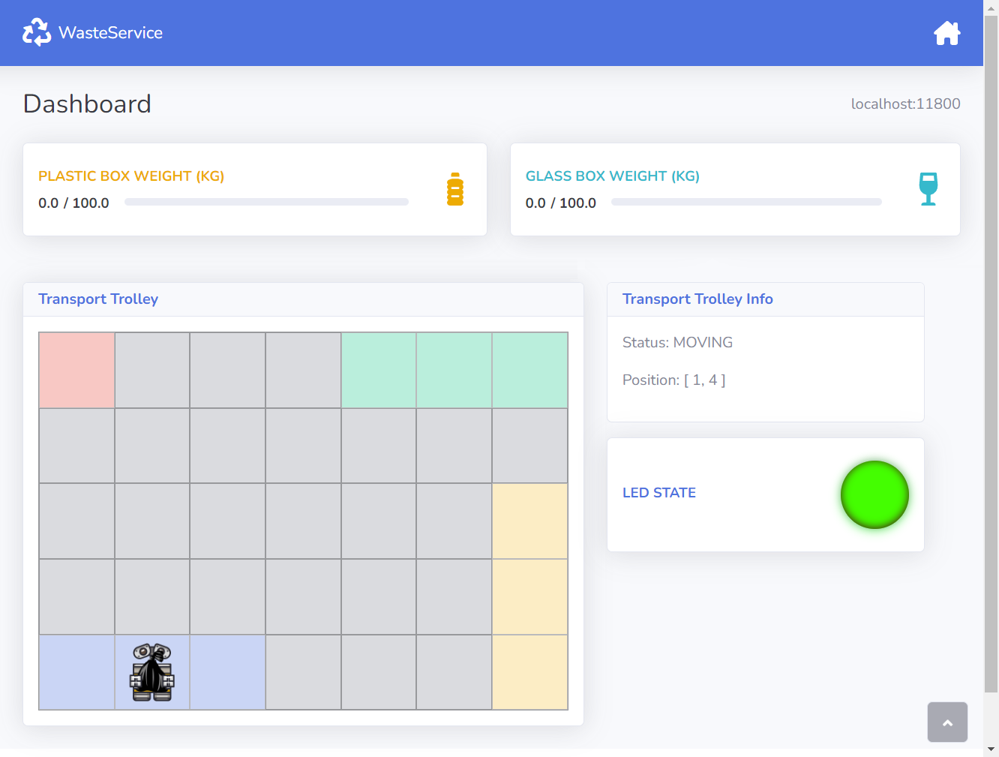 WasteService
Dashboard
localhost:11800
PLASTIC BOX WEIGHT (KG)
0.0 / 100.0
GLASS BOX WEIGHT (KG)
0.0 / 100.0
Transport Trolley
Transport Trolley Info
Status: MOVING
Position: [ 1, 4 ]
LED STATE